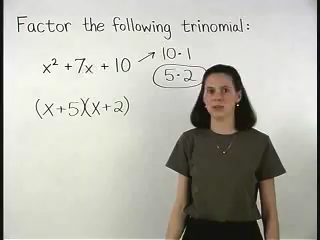 Factor the following trinomial:
x² + 7x + 10 → 10·1
5·2
(x+5)(x+2)